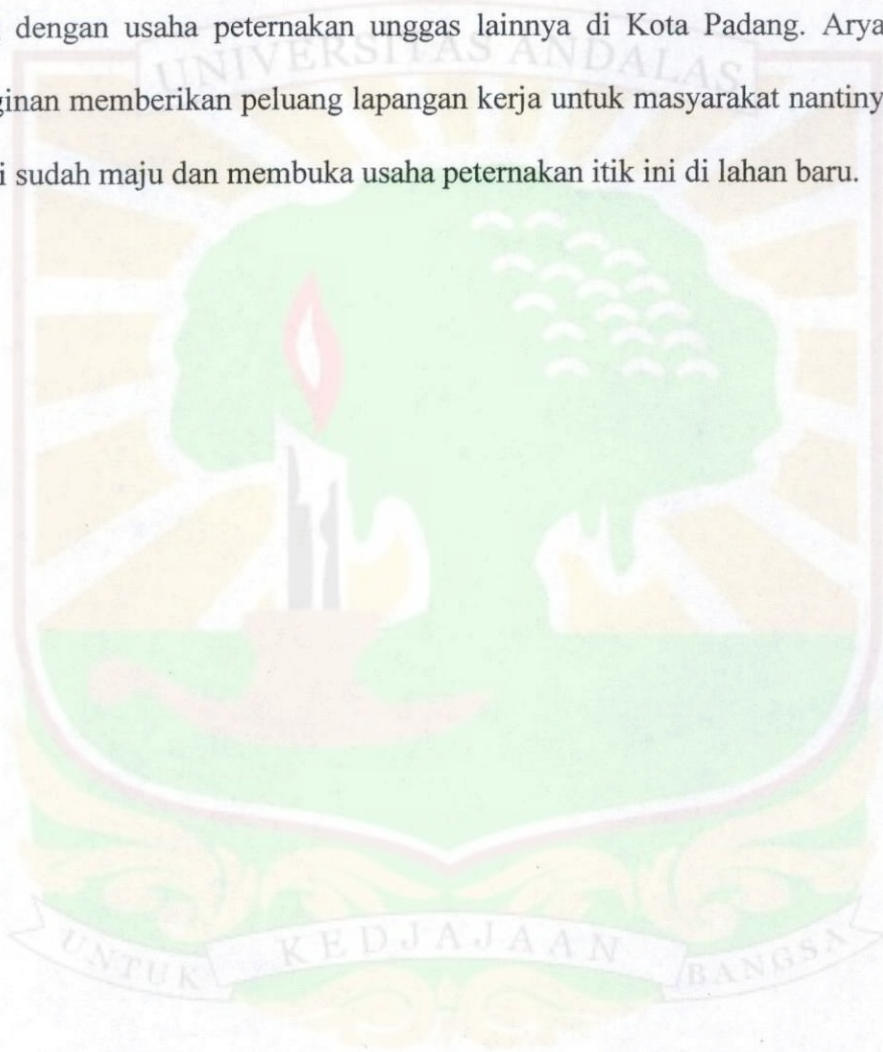 dengan usaha peternakan unggas lainnya di Kota Padang. Arya
UNIVERSITAS ANDALAS
ginan memberikan peluang lapangan kerja untuk masyarakat nantiny
i sudah maju dan membuka usaha peternakan itik ini di lahan baru.
UNTUK KEDJAJAAN BANGSA